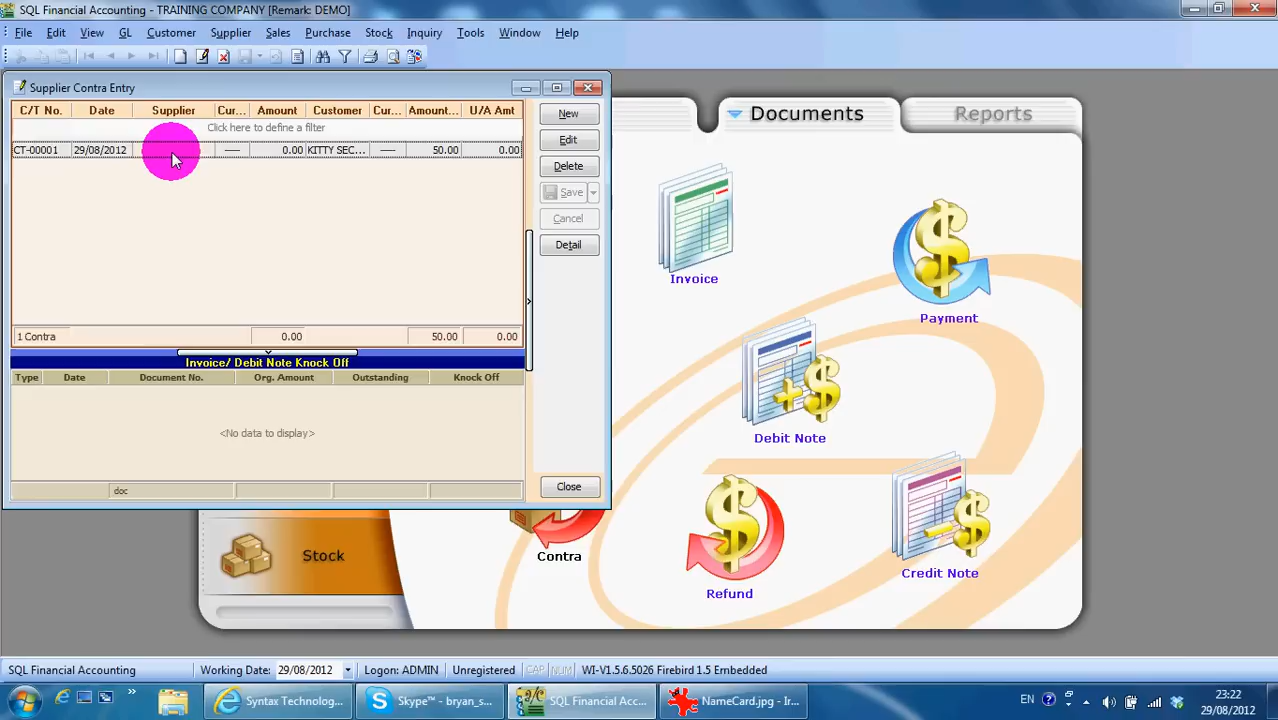 SQL Financial Accounting - TRAINING COMPANY [Remark: DEMO]
File Edit View GL Customer Supplier Sales Purchase Stock Inquiry Tools Window Help
Supplier Contra Entry
C/T No. Date Supplier Cur... Amount Customer Cur... Amount... U/A Amt
Click here to define a filter
CT-00001 29/08/2012 ---- 0.00 KITTY SEC... ---- 50.00 0.00
1 Contra 0.00 50.00 0.00
Invoice/ Debit Note Knock Off
Type Date Document No. Org. Amount Outstanding Knock Off
<No data to display>
doc
New
Edit
Delete
Save
Cancel
Detail
Close
Documents
Reports
Invoice
Payment
Debit Note
Contra
Refund
Credit Note
Stock
SQL Financial Accounting Working Date: 29/08/2012 Logon: ADMIN Unregistered CAP NUM WI-V1.5.6.5026 Firebird 1.5 Embedded
Syntax Technolog... Skype™ - bryan_s... SQL Financial Acc... NameCard.jpg - Ir... EN 23:22
29/08/2012